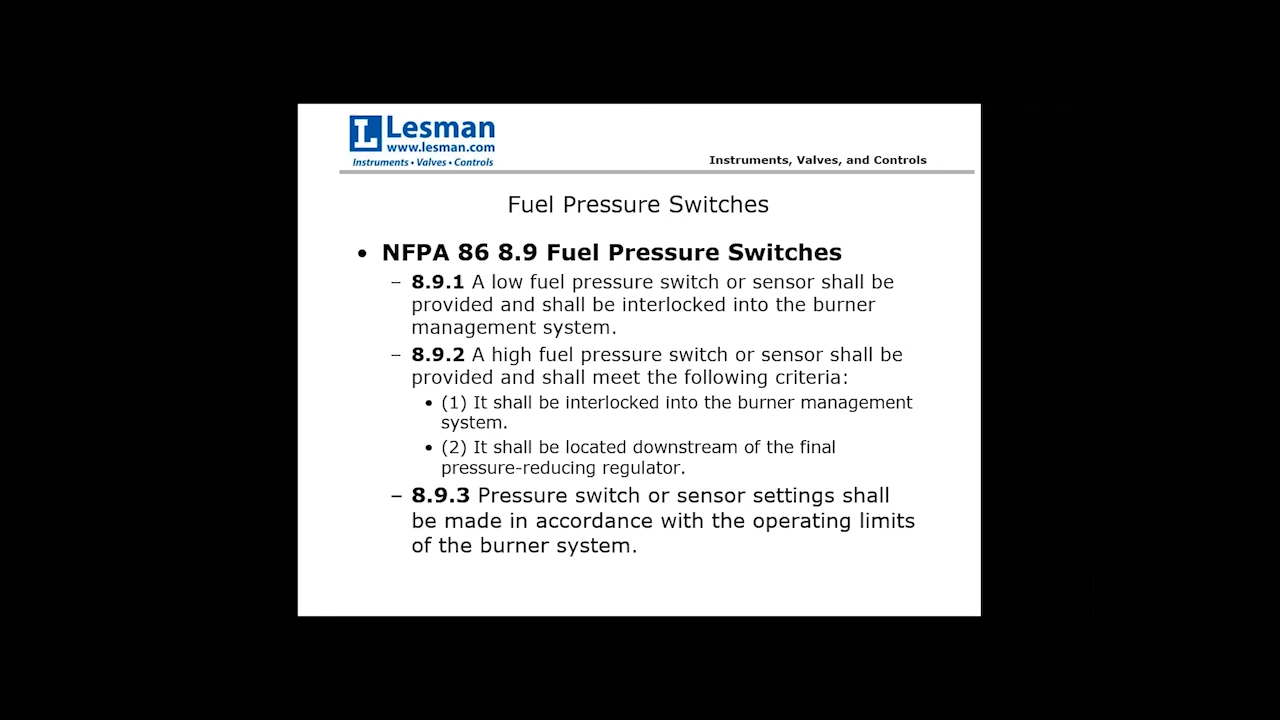 L Lesman
www.lesman.com
Instruments • Valves • Controls
Instruments, Valves, and Controls
Fuel Pressure Switches
• NFPA 86 8.9 Fuel Pressure Switches
– 8.9.1 A low fuel pressure switch or sensor shall be
provided and shall be interlocked into the burner
management system.
– 8.9.2 A high fuel pressure switch or sensor shall be
provided and shall meet the following criteria:
• (1) It shall be interlocked into the burner management
system.
• (2) It shall be located downstream of the final
pressure-reducing regulator.
– 8.9.3 Pressure switch or sensor settings shall
be made in accordance with the operating limits
of the burner system.